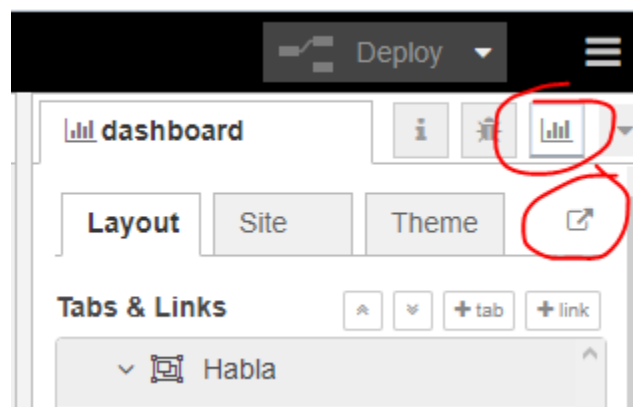 Deploy
dashboard
Layout Site Theme
Tabs & Links + tab + link
Habla